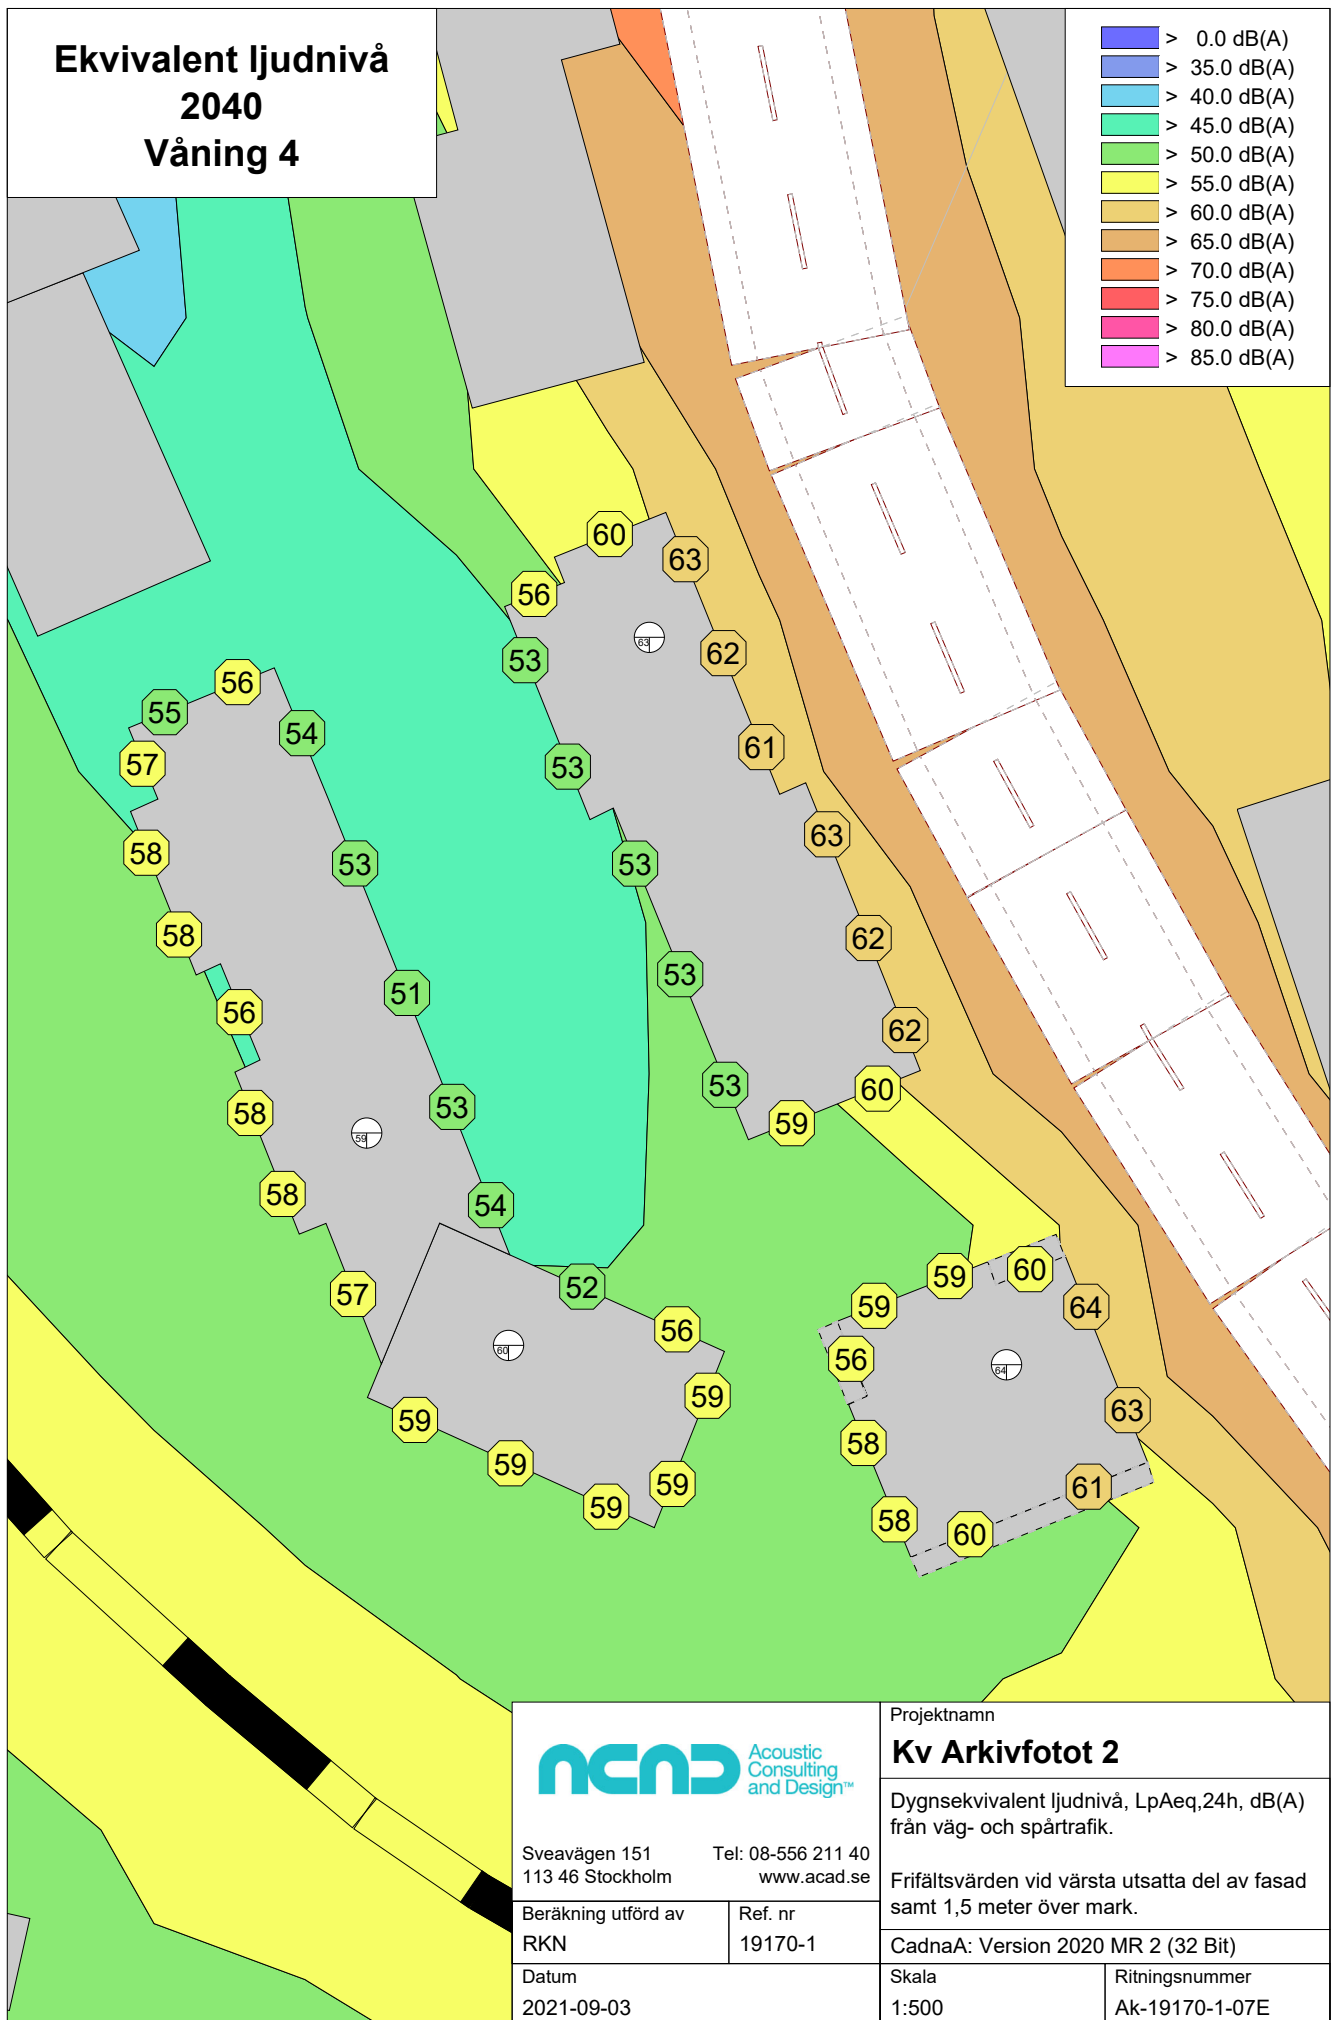 Ekvivalent ljudnivå
2040
Våning 4
> 0.0 dB(A)
> 35.0 dB(A)
> 40.0 dB(A)
> 45.0 dB(A)
> 50.0 dB(A)
> 55.0 dB(A)
> 60.0 dB(A)
> 65.0 dB(A)
> 70.0 dB(A)
> 75.0 dB(A)
> 80.0 dB(A)
> 85.0 dB(A)
60
63
56
63
53
62
56
55
54
61
57
53
63
58
53
53
58
62
53
51
56
62
53
60
53
58
59
59
58
54
60
59
52
59
64
57
56
60
56
64
59
63
59
58
59
59
61
59
58
60
acad
Acoustic
Consulting
and Design™
Sveavägen 151 Tel: 08-556 211 40
113 46 Stockholm www.acad.se
Beräkning utförd av
RKN
Ref. nr
19170-1
Datum
2021-09-03
Projektnamn
Kv Arkivfotot 2
Dygnsekvivalent ljudnivå, LpAeq,24h, dB(A)
från väg- och spårtrafik.
Frifältsvärden vid värsta utsatta del av fasad
samt 1,5 meter över mark.
CadnaA: Version 2020 MR 2 (32 Bit)
Skala
1:500
Ritningsnummer
Ak-19170-1-07E